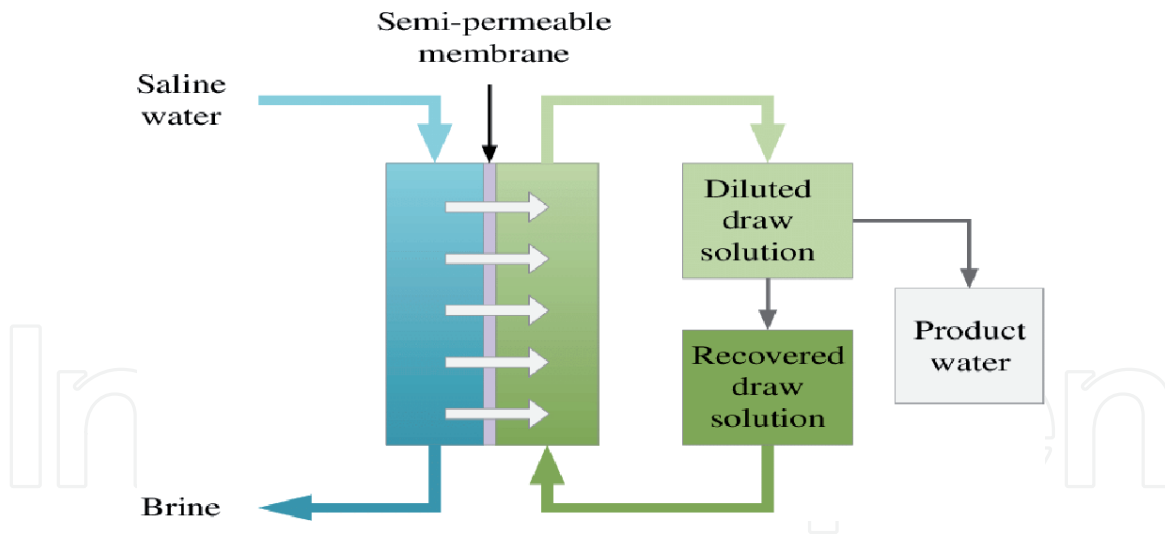 Semi-permeable
membrane
Saline
water
Diluted
draw
solution
Product
water
Recovered
draw
solution
Brine